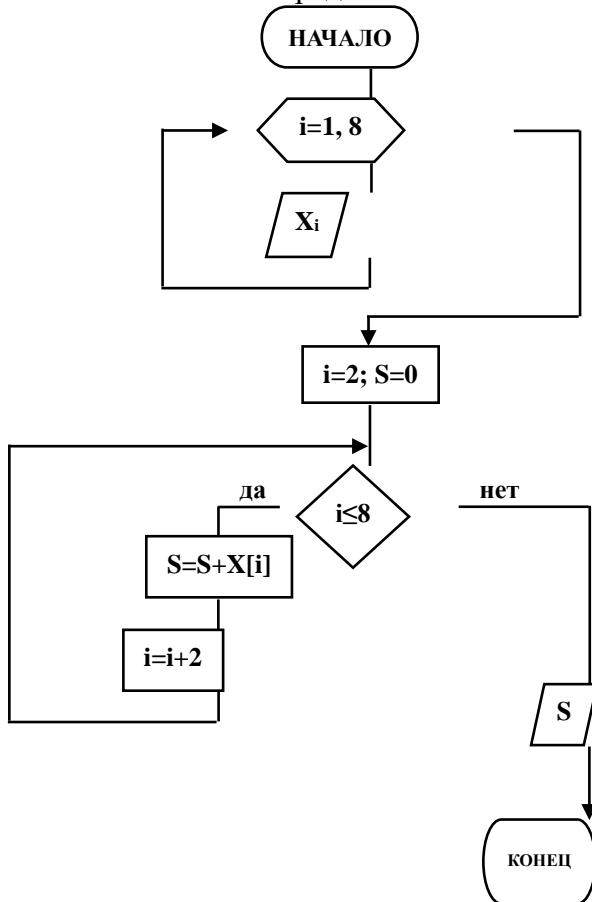 НАЧАЛО
i=1, 8
Xi
i=2; S=0
да
нет
i≤8
S=S+X[i]
i=i+2
S
КОНЕЦ